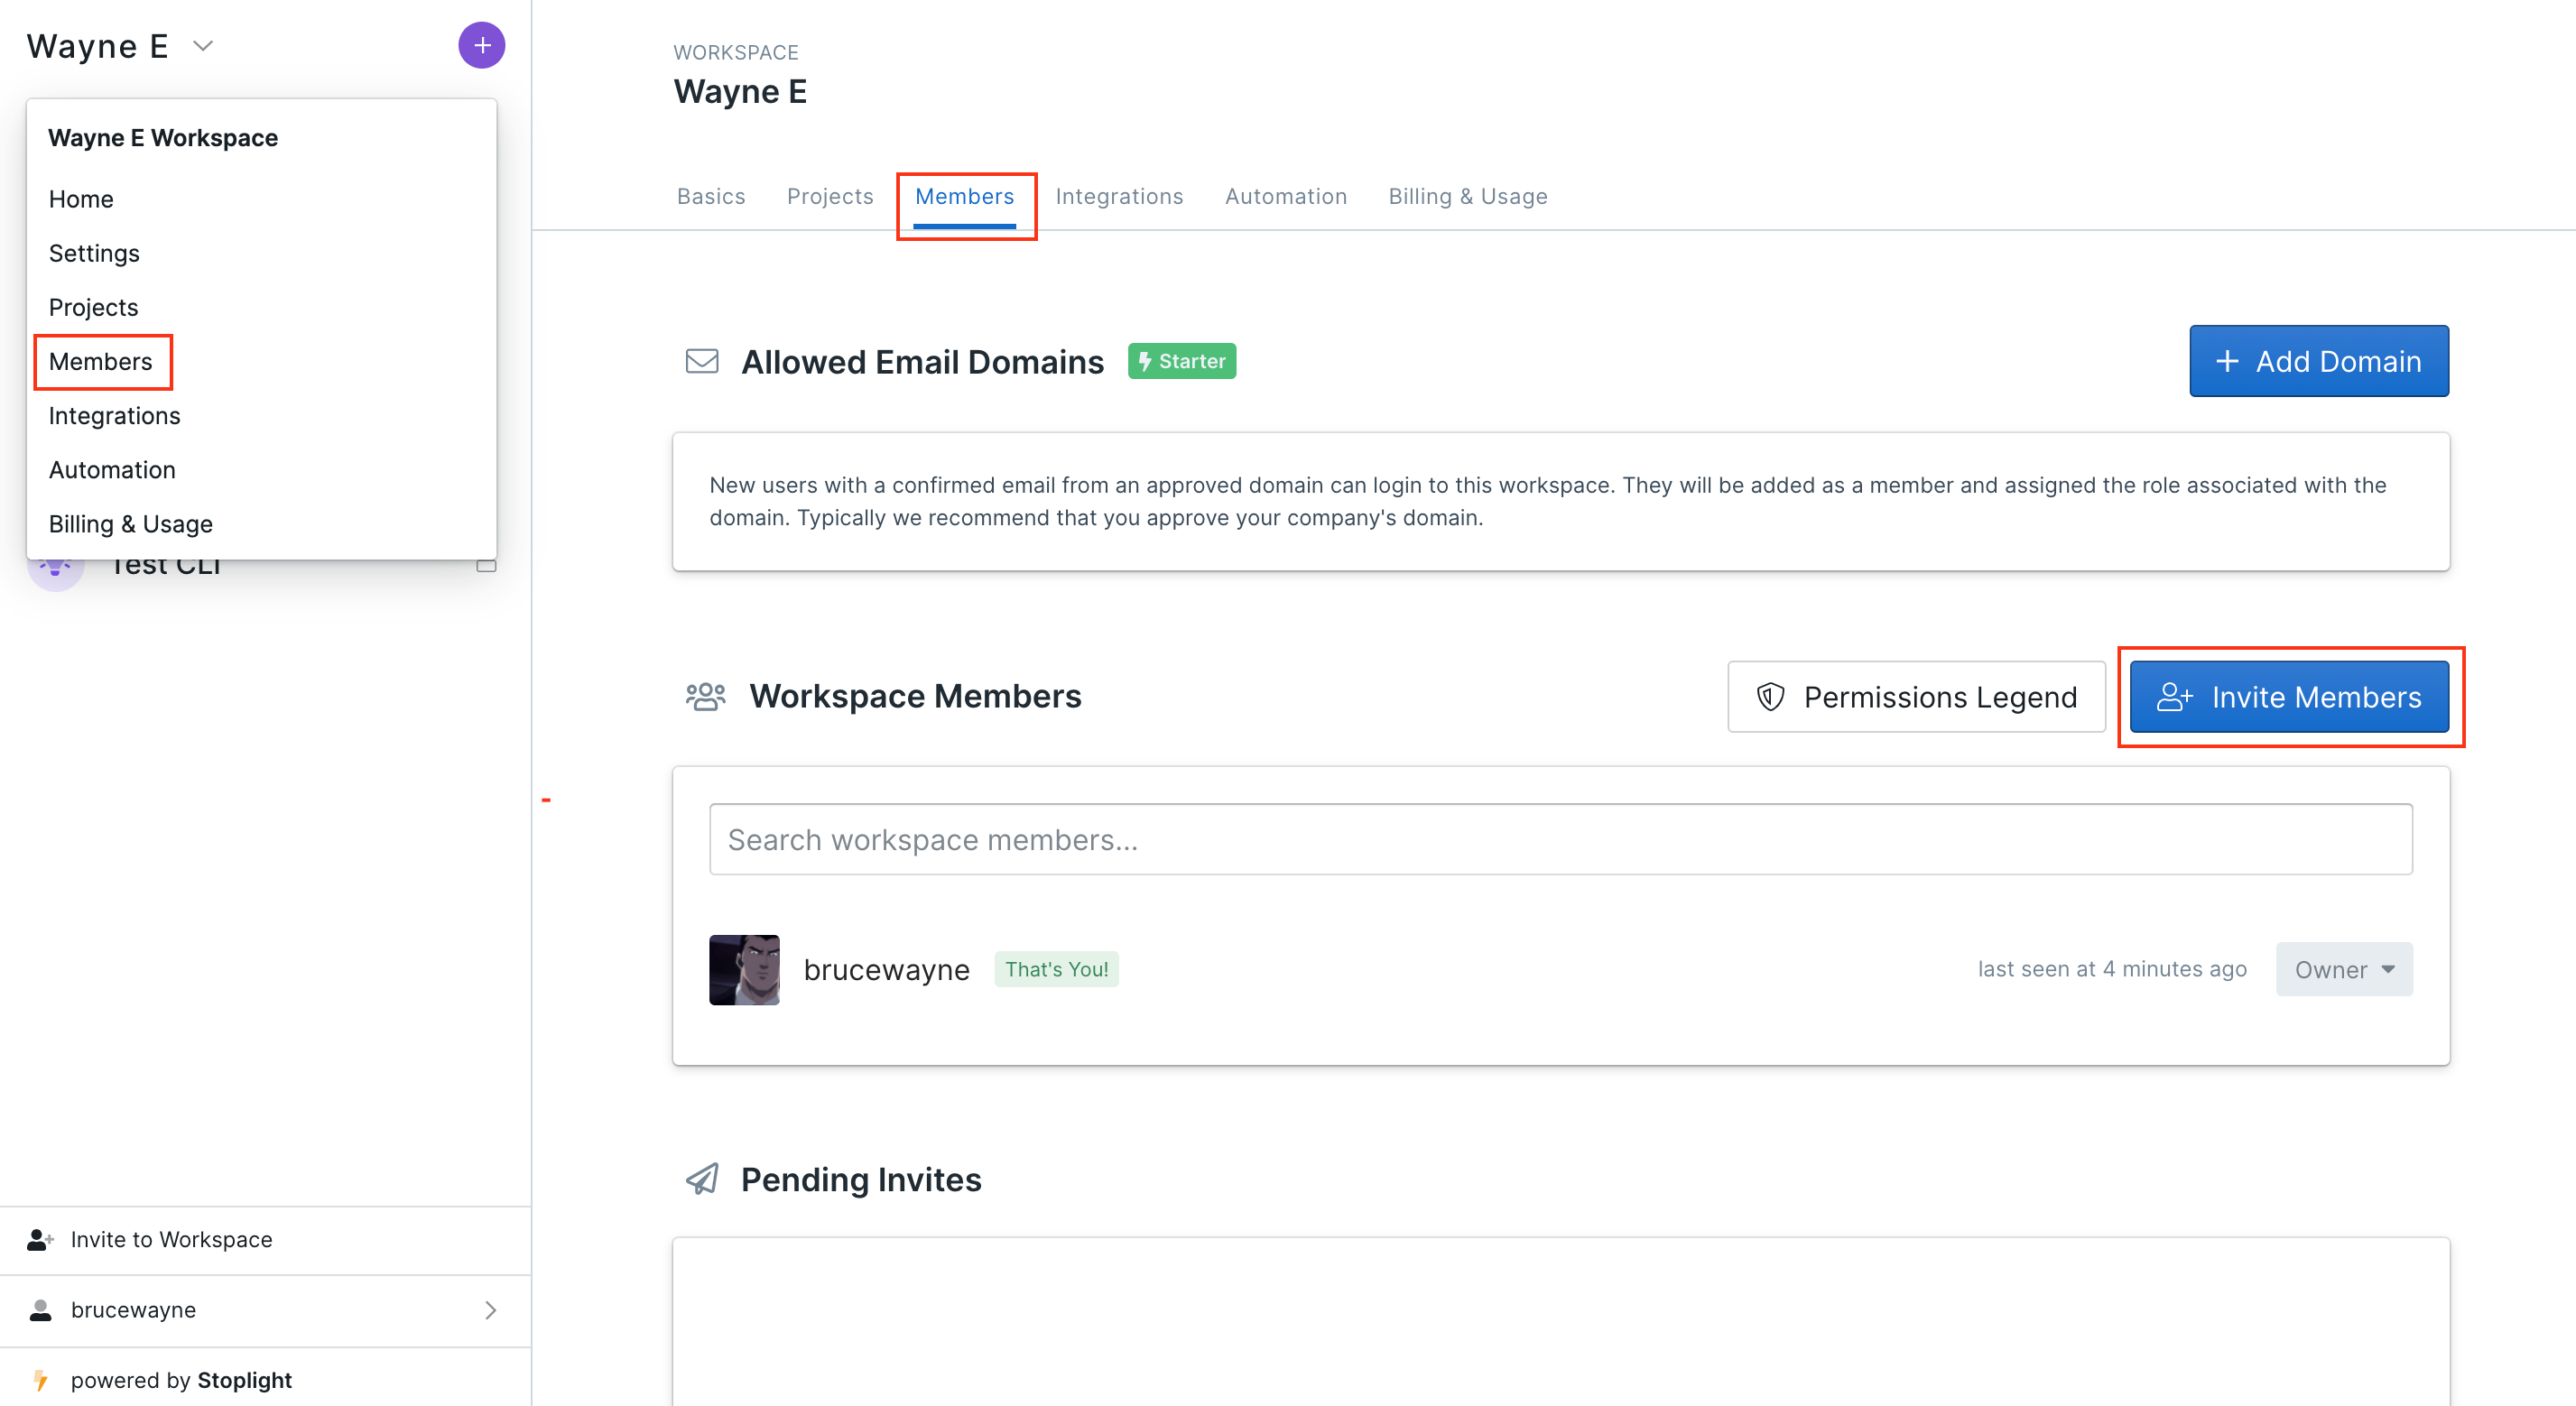 Wayne E
Wayne E Workspace
Home
Settings
Projects
Members
Integrations
Automation
Billing & Usage
Test CLI
Invite to Workspace
brucewayne
powered by Stoplight
WORKSPACE
Wayne E
Basics Projects Members Integrations Automation Billing & Usage
Allowed Email Domains Starter + Add Domain
New users with a confirmed email from an approved domain can login to this workspace. They will be added as a member and assigned the role associated with the
domain. Typically we recommend that you approve your company's domain.
Workspace Members Permissions Legend Invite Members
Search workspace members...
brucewayne That's You! last seen at 4 minutes ago Owner
Pending Invites